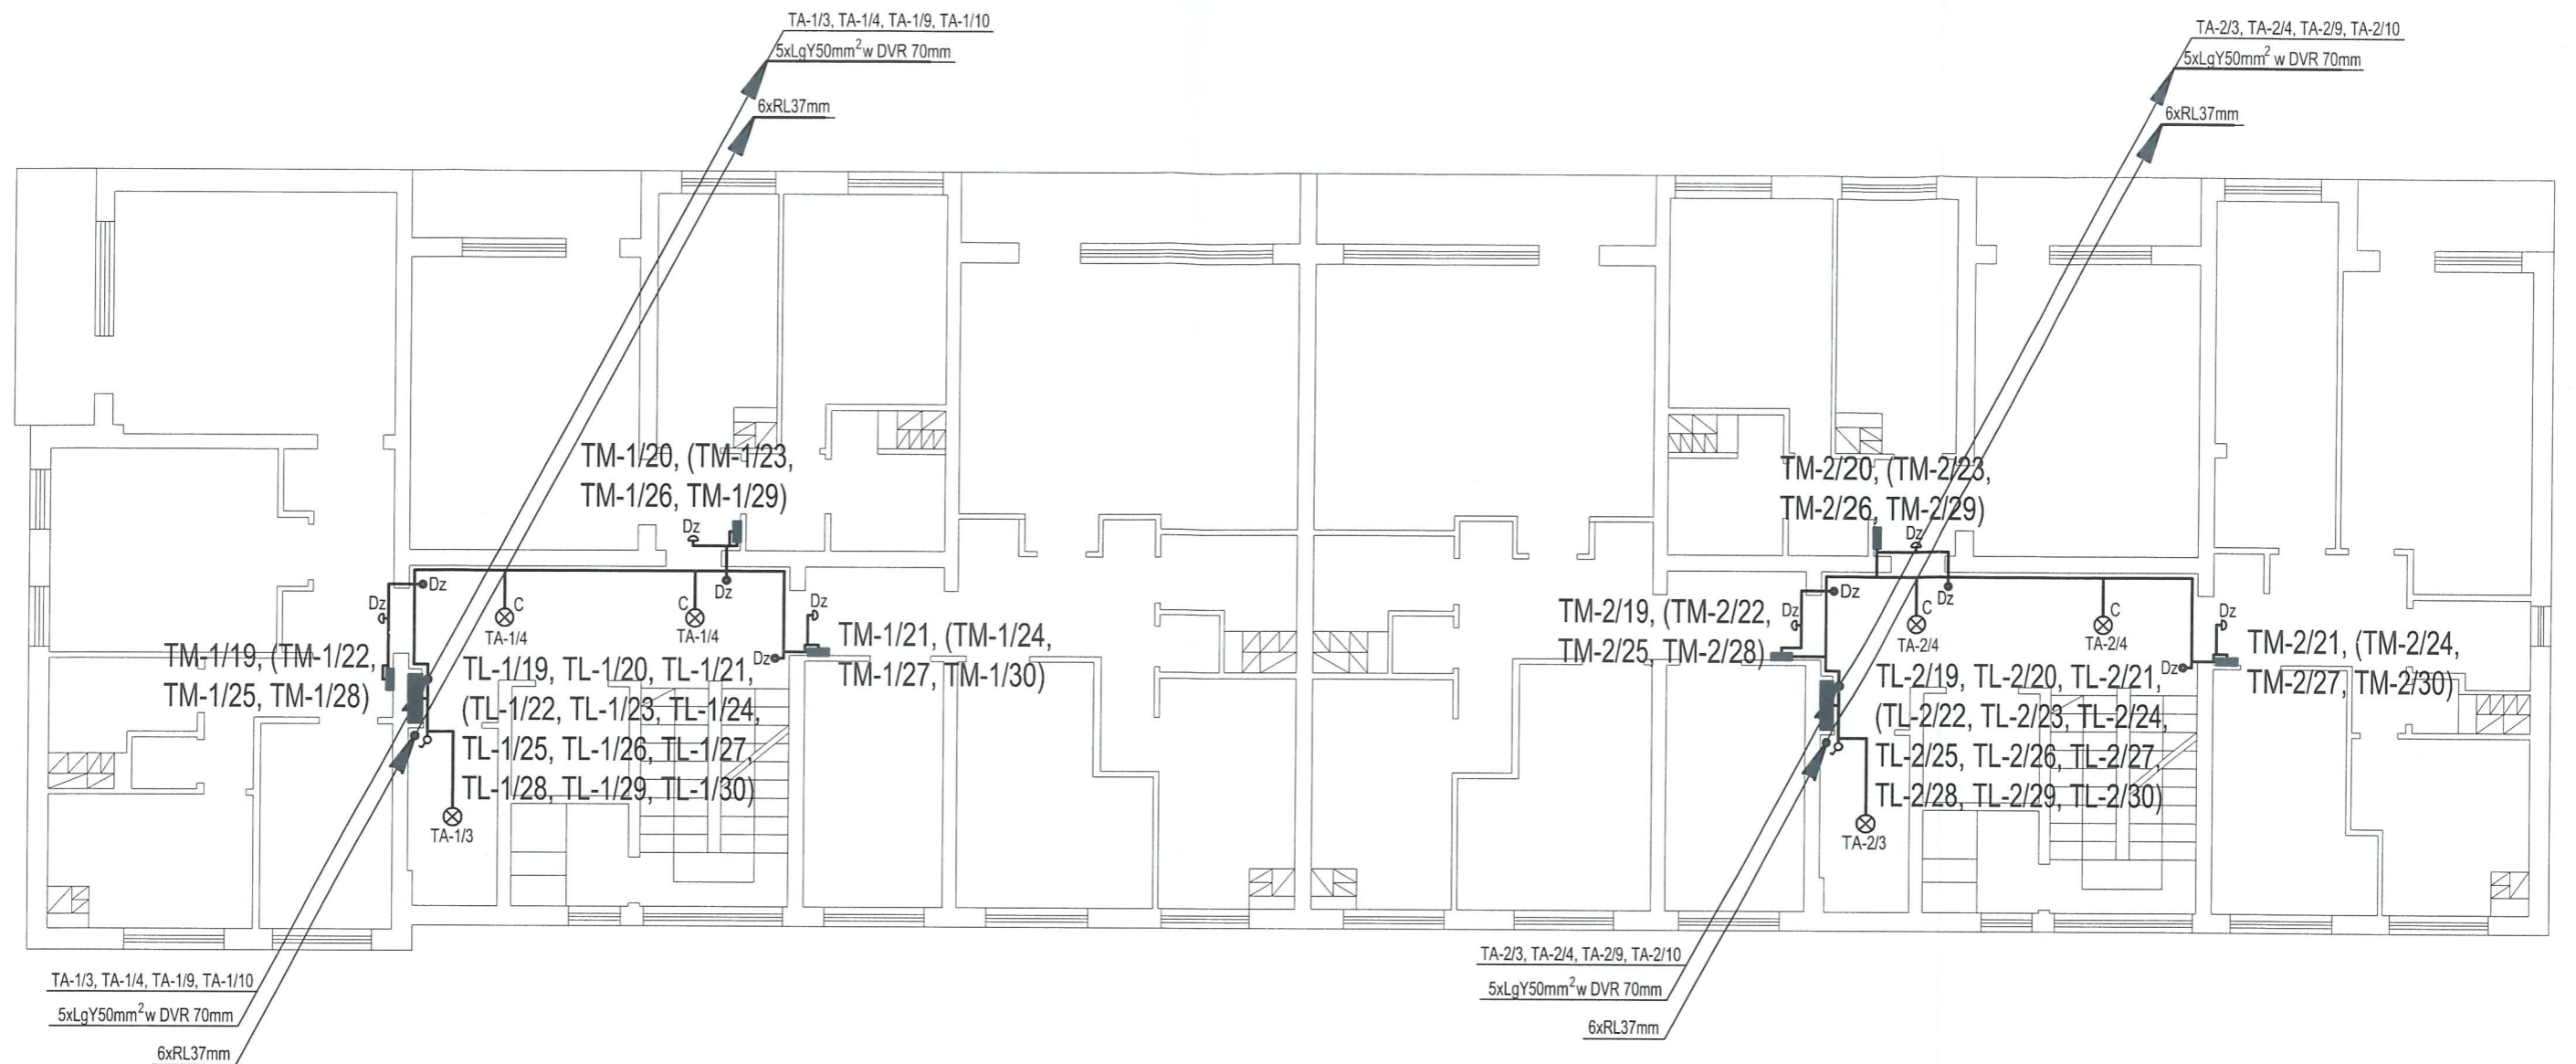 TA-1/3, TA-1/4, TA-1/9, TA-1/10
5xLgY50mm² w DVR 70mm
6xRL37mm
TA-2/3, TA-2/4, TA-2/9, TA-2/10
5xLgY50mm² w DVR 70mm
6xRL37mm
TM-1/20, (TM-1/23,
TM-1/26, TM-1/29)
Dz
Dz
Dz
Dz
C
TA-1/4
C
TA-1/4
Dz
Dz
TM-1/19, (TM-1/22,
TM-1/25, TM-1/28)
TM-1/21, (TM-1/24,
TM-1/27, TM-1/30)
TL-1/19, TL-1/20, TL-1/21,
(TL-1/22, TL-1/23, TL-1/24,
TL-1/25, TL-1/26, TL-1/27,
TL-1/28, TL-1/29, TL-1/30)
TA-1/3
TM-2/20, (TM-2/23,
TM-2/26, TM-2/29)
Dz
Dz
Dz
Dz
C
TA-2/4
C
TA-2/4
Dz
Dz
TM-2/19, (TM-2/22,
TM-2/25, TM-2/28)
TM-2/21, (TM-2/24,
TM-2/27, TM-2/30)
TL-2/19, TL-2/20, TL-2/21,
(TL-2/22, TL-2/23, TL-2/24,
TL-2/25, TL-2/26, TL-2/27,
TL-2/28, TL-2/29, TL-2/30)
TA-2/3
TA-1/3, TA-1/4, TA-1/9, TA-1/10
5xLgY50mm² w DVR 70mm
6xRL37mm
TA-2/3, TA-2/4, TA-2/9, TA-2/10
5xLgY50mm² w DVR 70mm
6xRL37mm